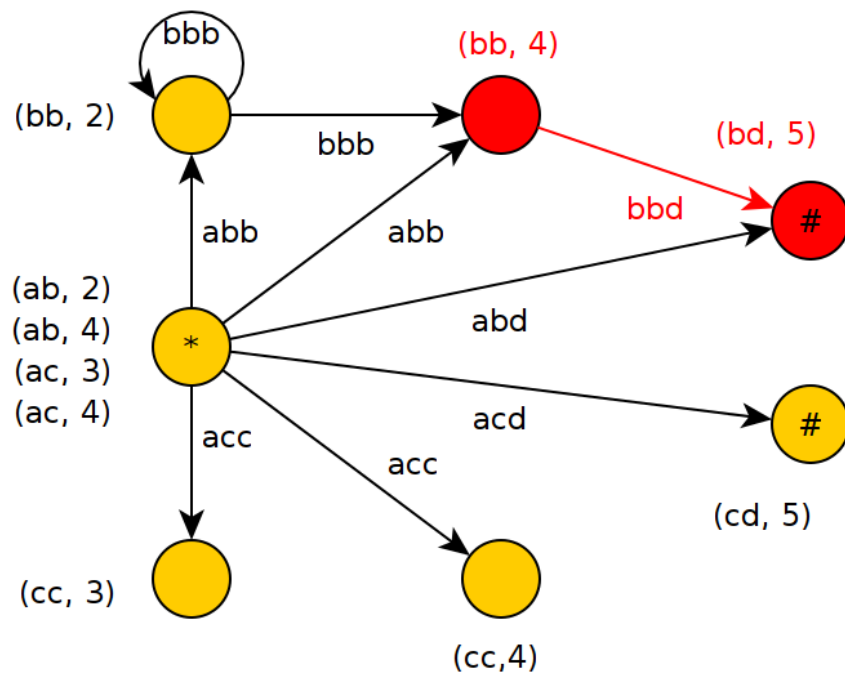 bbb
(bb, 4)
(bb, 2)
bbb
(bd, 5)
bbd
#
abb
abb
(ab, 2)
(ab, 4)
(ac, 3)
(ac, 4)
*
abd
acd
#
acc
acc
(cd, 5)
(cc, 3)
(cc,4)